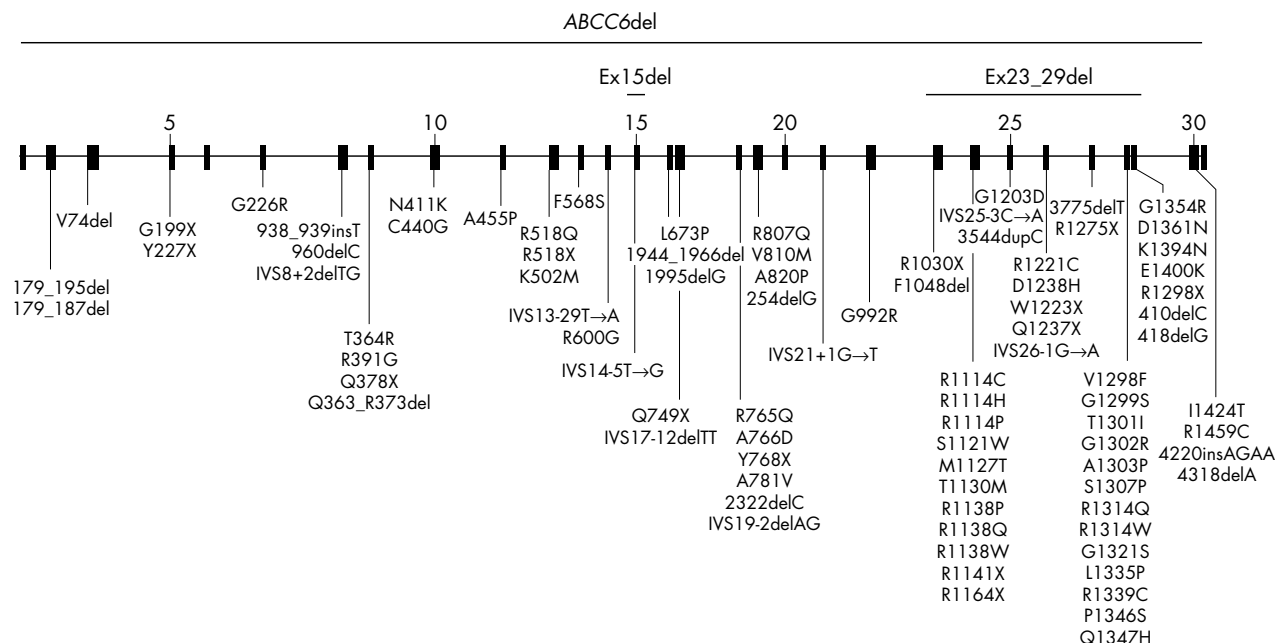 ABCC6del
Ex15del
Ex23_29del
5
10
15
20
25
30
179_195del
179_187del
V74del
G199X
Y227X
G226R
938_939insT
960delC
IVS8+2delTG
T364R
R391G
Q378X
Q363_R373del
N411K
C440G
A455P
R518Q
R518X
K502M
F568S
IVS13-29T→A
R600G
IVS14-5T→G
L673P
1944_1966del
1995delG
Q749X
IVS17-12delTT
R765Q
A766D
Y768X
A781V
2322delC
IVS19-2delAG
R807Q
V810M
A820P
254delG
IVS21+1G→T
G992R
R1030X
F1048del
R1114C
R1114H
R1114P
S1121W
M1127T
T1130M
R1138P
R1138Q
R1138W
R1141X
R1164X
G1203D
IVS25-3C→A
3544dupC
R1221C
D1238H
W1223X
Q1237X
IVS26-1G→A
3775delT
R1275X
V1298F
G1299S
T1301I
G1302R
A1303P
S1307P
R1314Q
R1314W
G1321S
L1335P
R1339C
P1346S
Q1347H
G1354R
D1361N
K1394N
E1400K
R1298X
410delC
418delG
I1424T
R1459C
4220insAGAA
4318delA